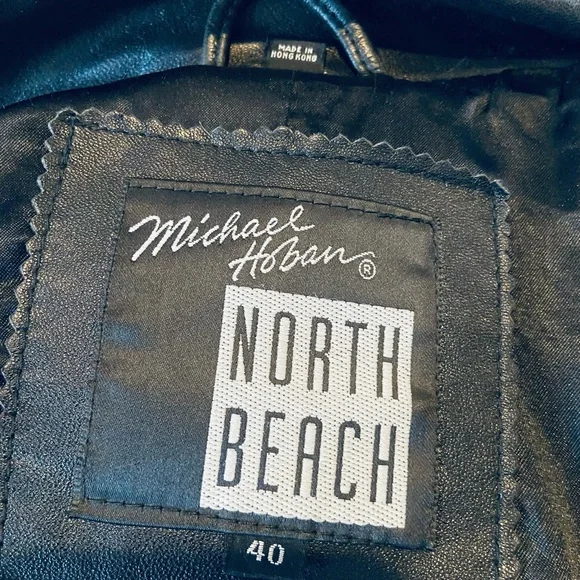 MADE IN
HONG KONG
Michael
Hoban ®
NORTH
BEACH
40